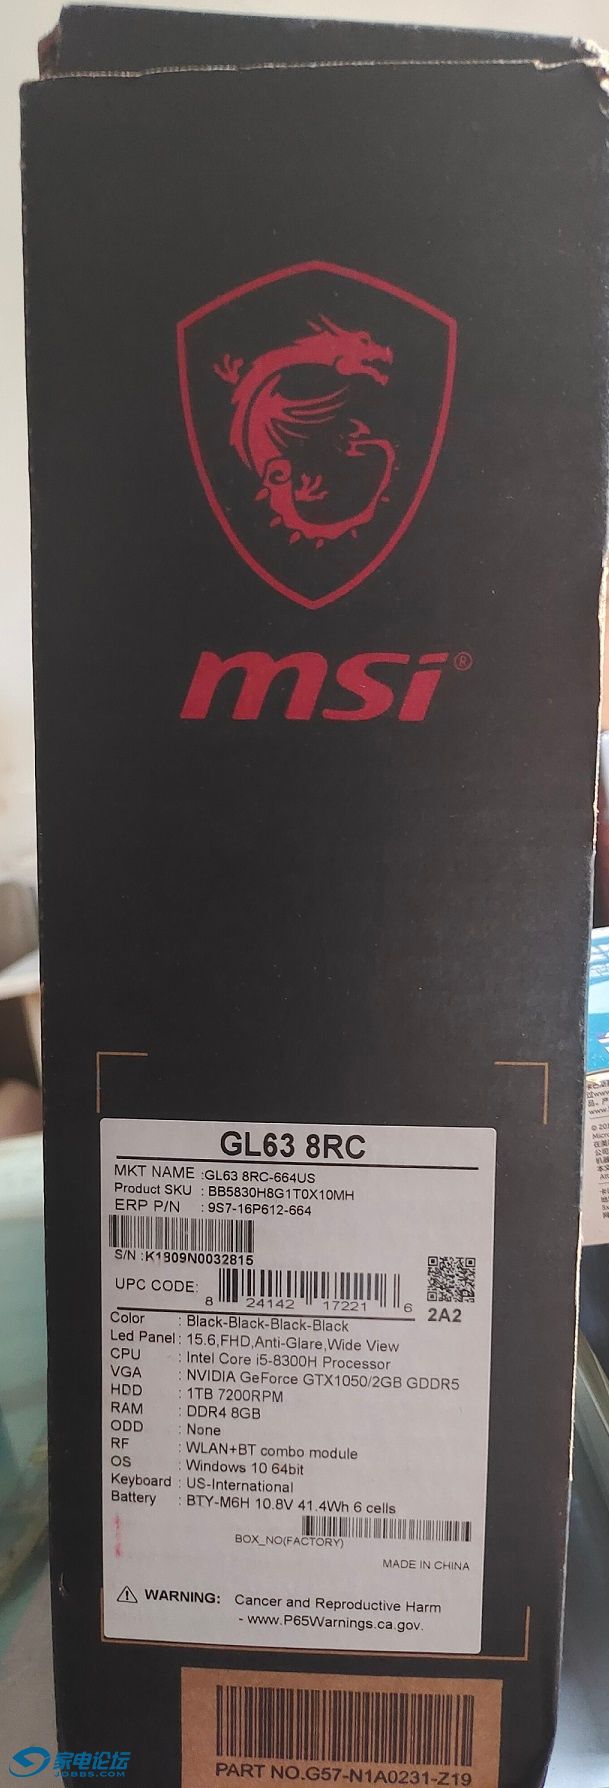 msi®
GL63 8RC
MKT NAME :GL63 8RC-664US
Product SKU : BB5830H8G1T0X10MH
ERP P/N : 9S7-16P612-664
S/N :K1809N0032815
UPC CODE: 8 24142 17221 6
2A2
Color : Black-Black-Black-Black
Led Panel : 15.6,FHD,Anti-Glare,Wide View
CPU : Intel Core i5-8300H Processor
VGA : NVIDIA GeForce GTX1050/2GB GDDR5
HDD : 1TB 7200RPM
RAM : DDR4 8GB
ODD : None
RF : WLAN+BT combo module
OS : Windows 10 64bit
Keyboard : US-International
Battery : BTY-M6H 10.8V 41.4Wh 6 cells
BOX_NO(FACTORY)
MADE IN CHINA
WARNING: Cancer and Reproductive Harm
- www.P65Warnings.ca.gov.
PART NO.G57-N1A0231-Z19
家电论坛
JDBBS.COM